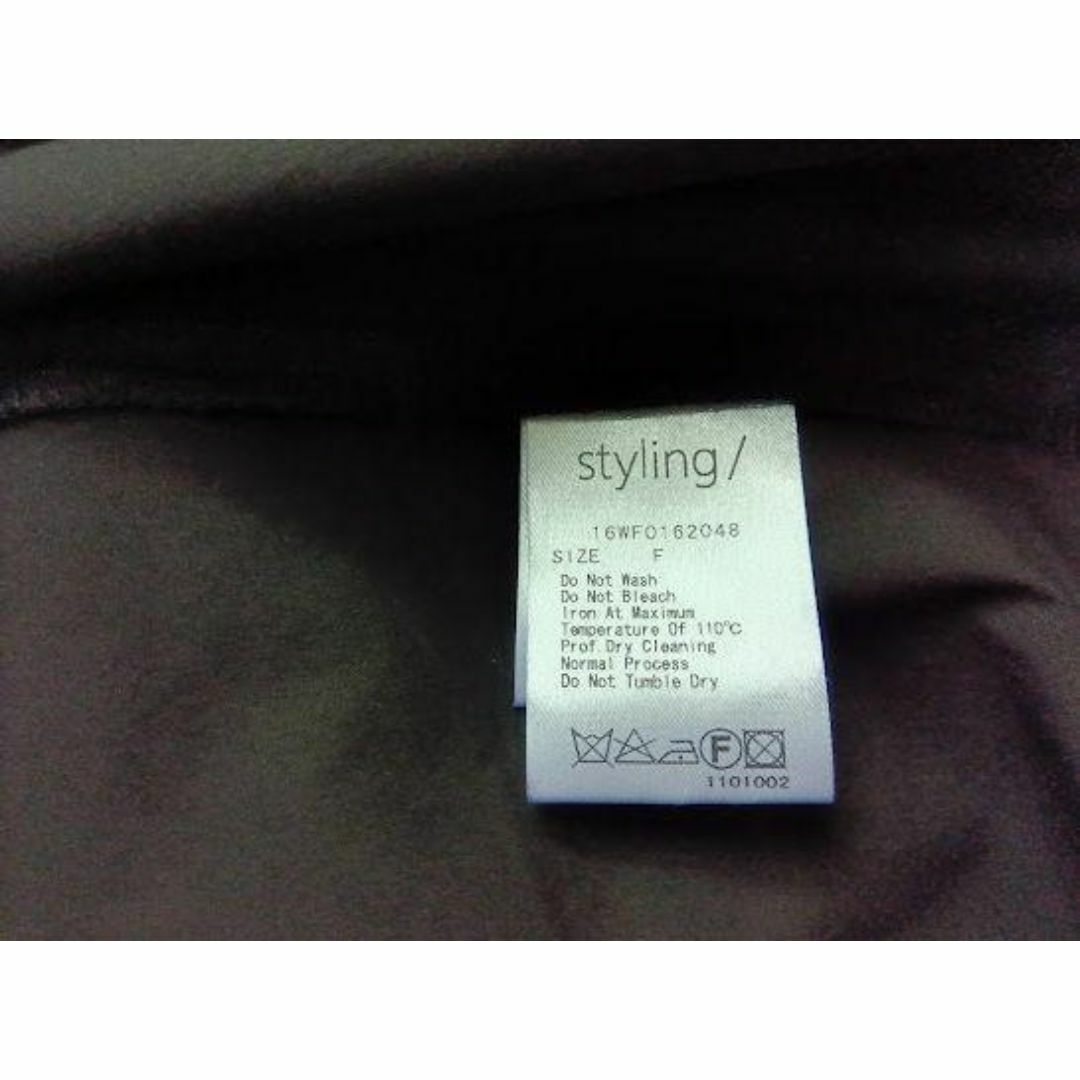 styling/
16WF0162048
SIZE F
Do Not Wash
Do Not Bleach
Iron At Maximum
Temperature Of 110℃
Prof.Dry Cleaning
Normal Process
Do Not Tumble Dry
F
1101002